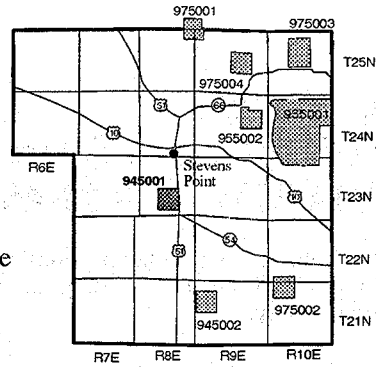 975001
975003
T25N
975004
51
66
955001
955002
10
T24N
Stevens
Point
R6E
945001
10
T23N
54
e
51
T22N
975002
945002
T21N
R7E
R8E
R9E
R10E